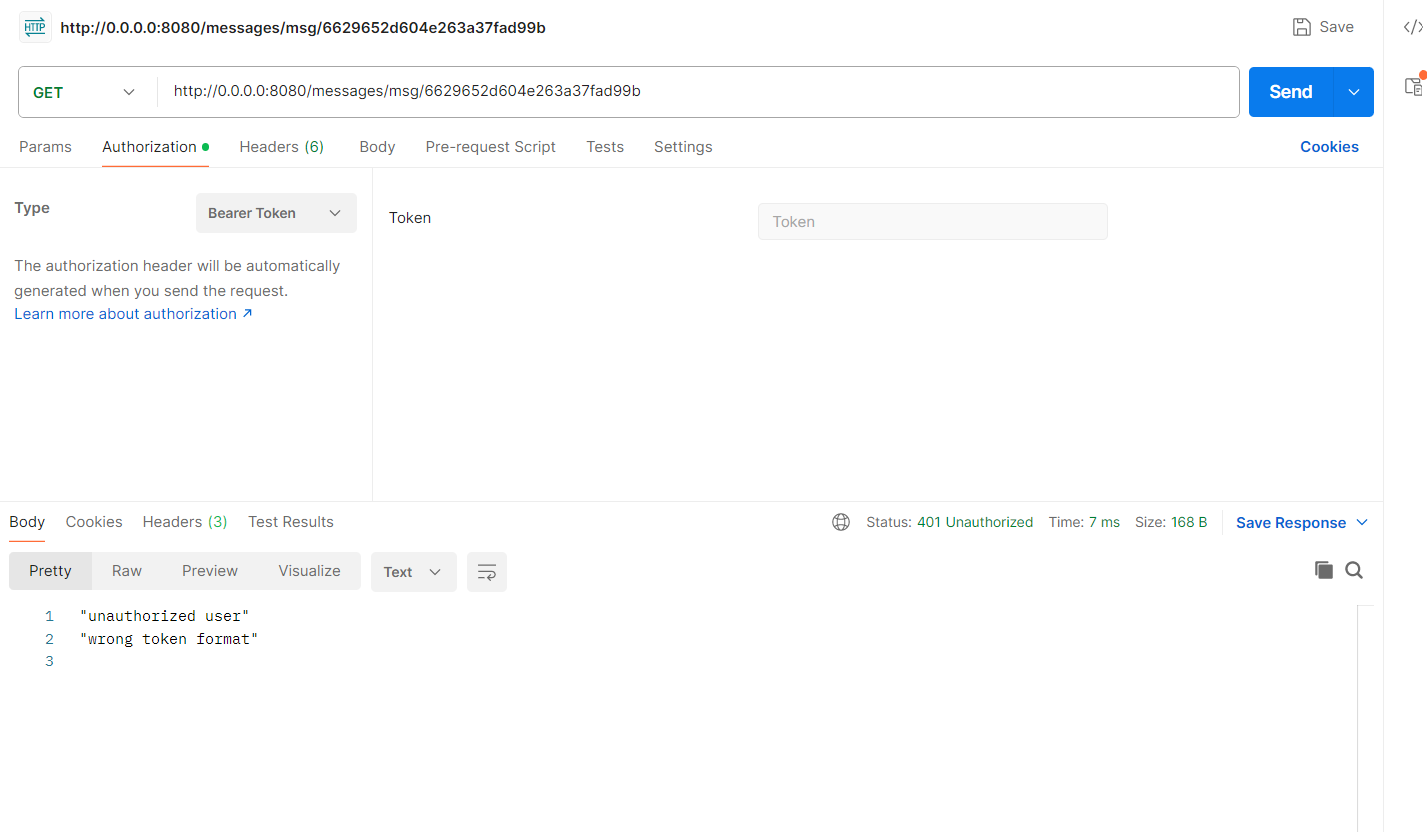 HTTP http://0.0.0.0:8080/messages/msg/6629652d604e263a37fad99b Save </>
GET http://0.0.0.0:8080/messages/msg/6629652d604e263a37fad99b Send
Params Authorization Headers (6) Body Pre-request Script Tests Settings Cookies
Type Bearer Token Token Token
The authorization header will be automatically
generated when you send the request.
Learn more about authorization ↗
Body Cookies Headers (3) Test Results Status: 401 Unauthorized Time: 7 ms Size: 168 B Save Response
Pretty Raw Preview Visualize Text
1 "unauthorized user"
2 "wrong token format"
3